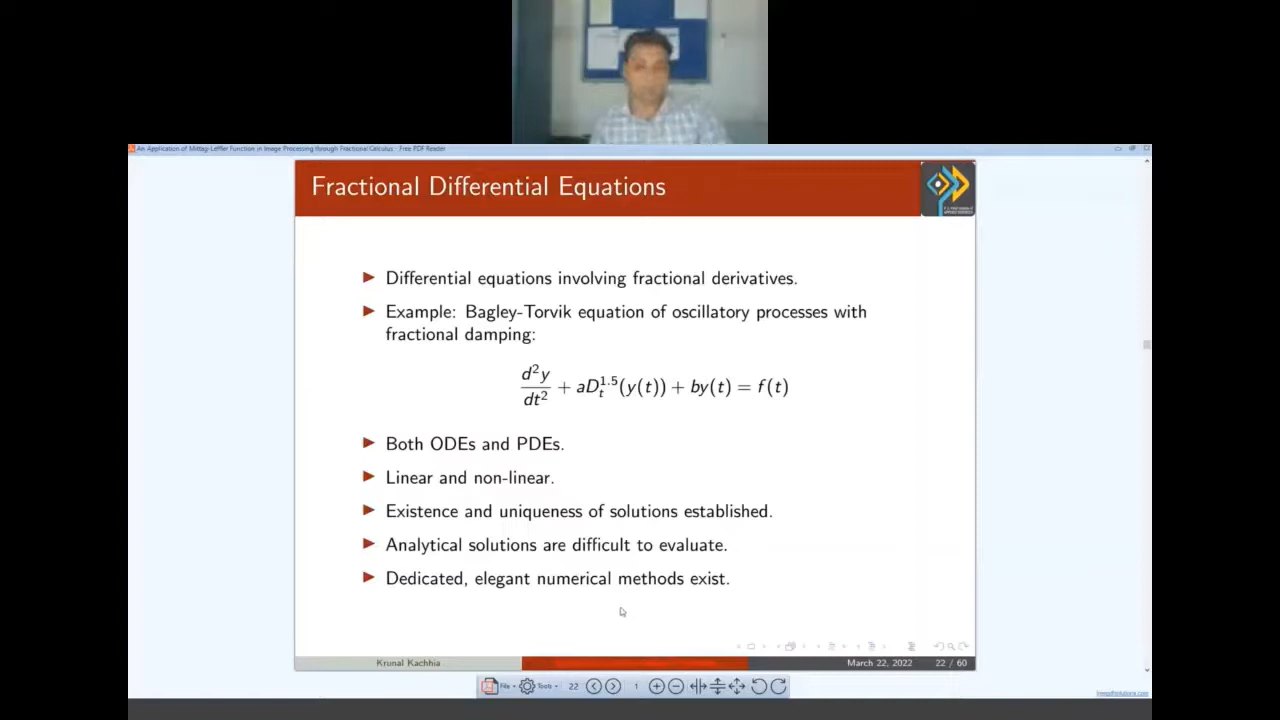 An Application of Mittag-Leffler Function in Image Processing through Fractional Calculus - Free PDF Reader
Fractional Differential Equations
Differential equations involving fractional derivatives.
Example: Bagley-Torvik equation of oscillatory processes with
fractional damping:
d²y/dt² + aD_t^1.5(y(t)) + by(t) = f(t)
Both ODEs and PDEs.
Linear and non-linear.
Existence and uniqueness of solutions established.
Analytical solutions are difficult to evaluate.
Dedicated, elegant numerical methods exist.
Krunal Kachhia
March 22, 2022
22 / 60
File
Tools
22
1